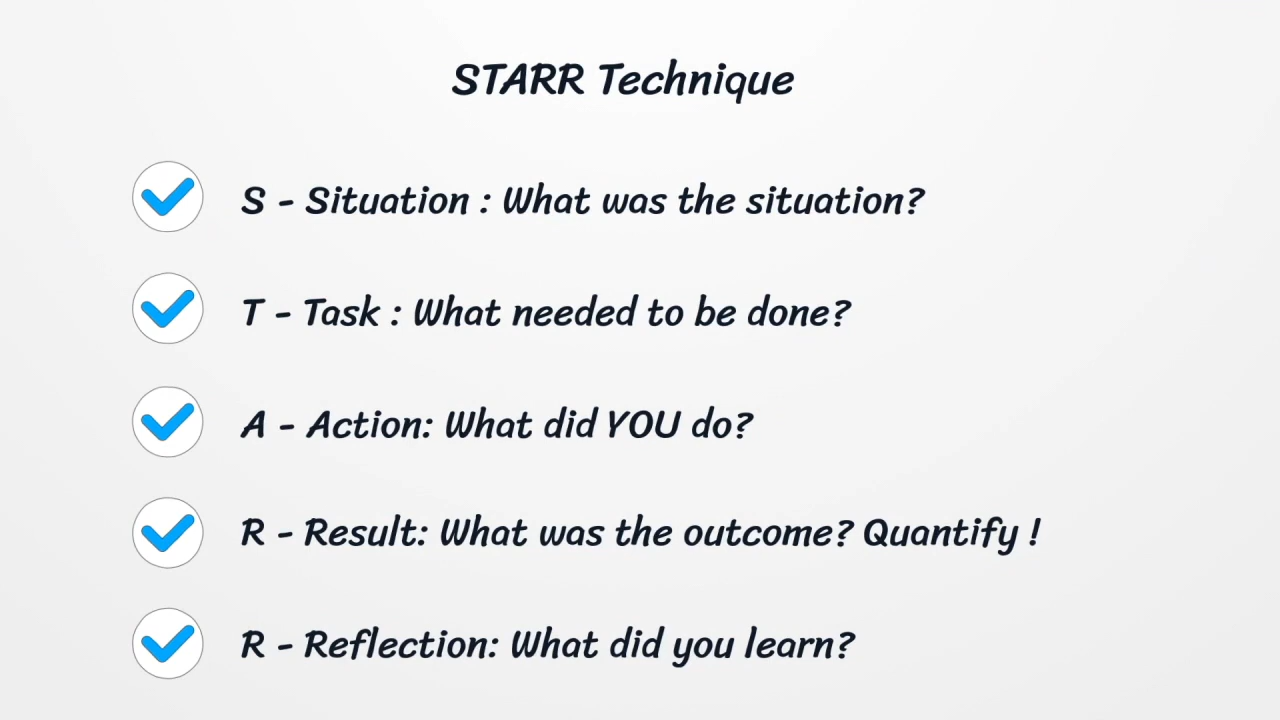 STARR Technique
S - Situation : What was the situation?
T - Task : What needed to be done?
A - Action: What did YOU do?
R - Result: What was the outcome? Quantify !
R - Reflection: What did you learn?